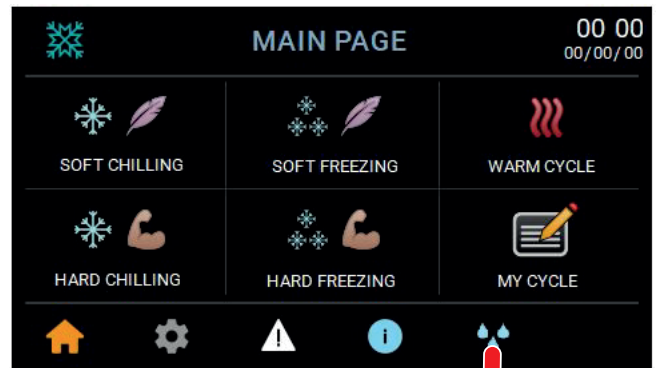 MAIN PAGE
00 00
00/00/00
SOFT CHILLING
SOFT FREEZING
WARM CYCLE
HARD CHILLING
HARD FREEZING
MY CYCLE